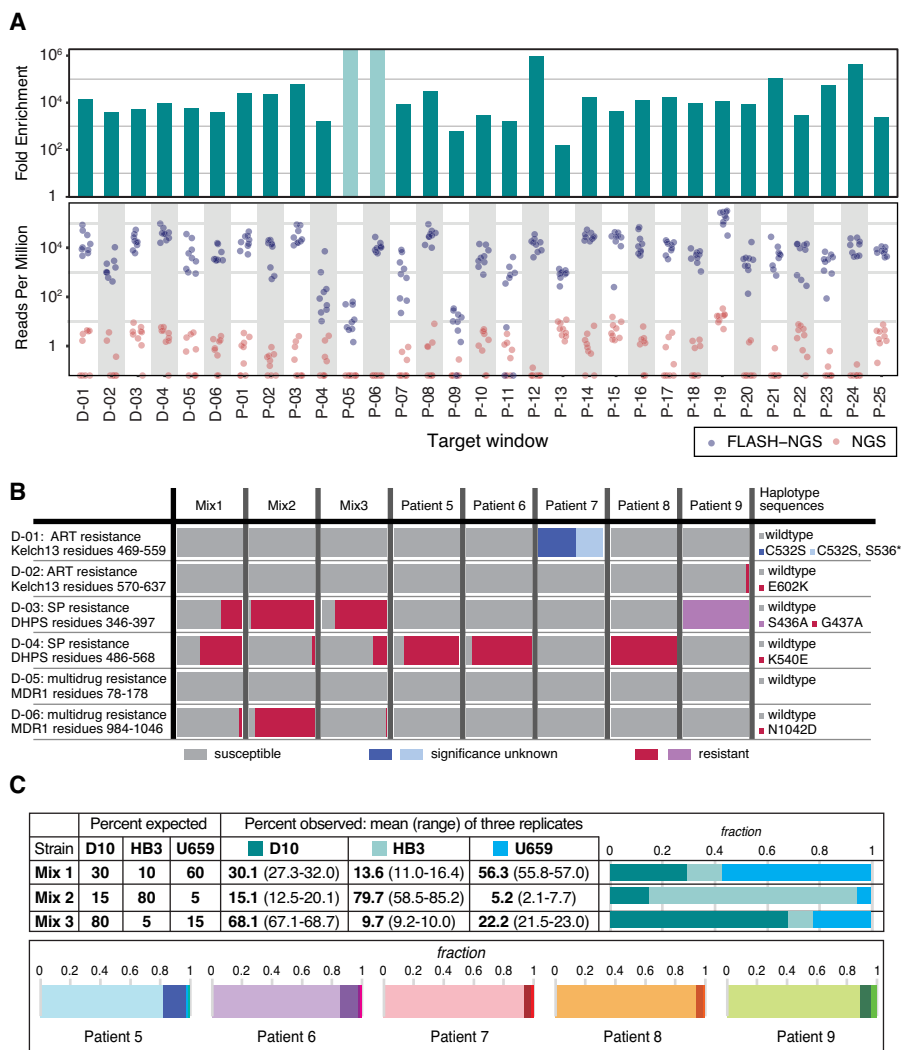 A
Fold Enrichment
10⁶
10⁴
10²
1
Reads Per Million
10⁴
10²
1
D-01 D-02 D-03 D-04 D-05 D-06 P-01 P-02 P-03 P-04 P-05 P-06 P-07 P-08 P-09 P-10 P-11 P-12 P-13 P-14 P-15 P-16 P-17 P-18 P-19 P-20 P-21 P-22 P-23 P-24 P-25
Target window
FLASH–NGS NGS
B
Mix1 Mix2 Mix3 Patient 5 Patient 6 Patient 7 Patient 8 Patient 9 Haplotype
sequences
D-01: ART resistance
Kelch13 residues 469-559
wildtype
C532S C532S, S536*
D-02: ART resistance
Kelch13 residues 570-637
wildtype
E602K
D-03: SP resistance
DHPS residues 346-397
wildtype
S436A G437A
D-04: SP resistance
DHPS residues 486-568
wildtype
K540E
D-05: multidrug resistance
MDR1 residues 78-178
wildtype
D-06: multidrug resistance
MDR1 residues 984-1046
wildtype
N1042D
susceptible significance unknown resistant
C
Percent expected Percent observed: mean (range) of three replicates
fraction
Strain D10 HB3 U659 D10 HB3 U659 0 0.2 0.4 0.6 0.8 1
Mix 1 30 10 60 30.1 (27.3-32.0) 13.6 (11.0-16.4) 56.3 (55.8-57.0)
Mix 2 15 80 5 15.1 (12.5-20.1) 79.7 (58.5-85.2) 5.2 (2.1-7.7)
Mix 3 80 5 15 68.1 (67.1-68.7) 9.7 (9.2-10.0) 22.2 (21.5-23.0)
fraction
0 0.2 0.4 0.6 0.8 1 0 0.2 0.4 0.6 0.8 1 0 0.2 0.4 0.6 0.8 1 0 0.2 0.4 0.6 0.8 1 0 0.2 0.4 0.6 0.8 1
Patient 5 Patient 6 Patient 7 Patient 8 Patient 9